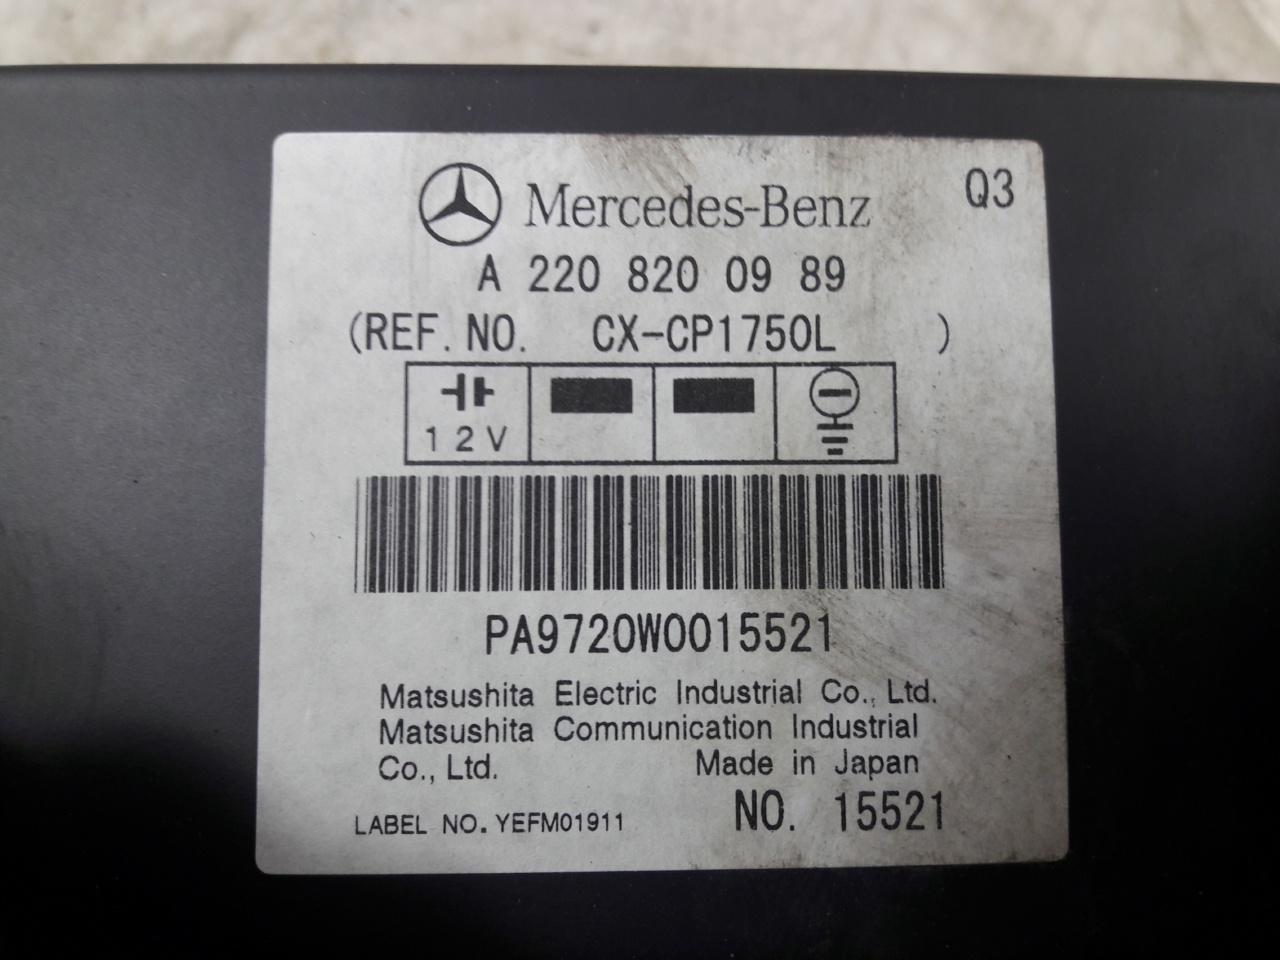 Mercedes-Benz Q3
A 220 820 09 89
(REF. NO. CX-CP1750L )
12V
PA9720W0015521
Matsushita Electric Industrial Co., Ltd.
Matsushita Communication Industrial
Co., Ltd. Made in Japan
LABEL NO. YEFM01911 NO. 15521